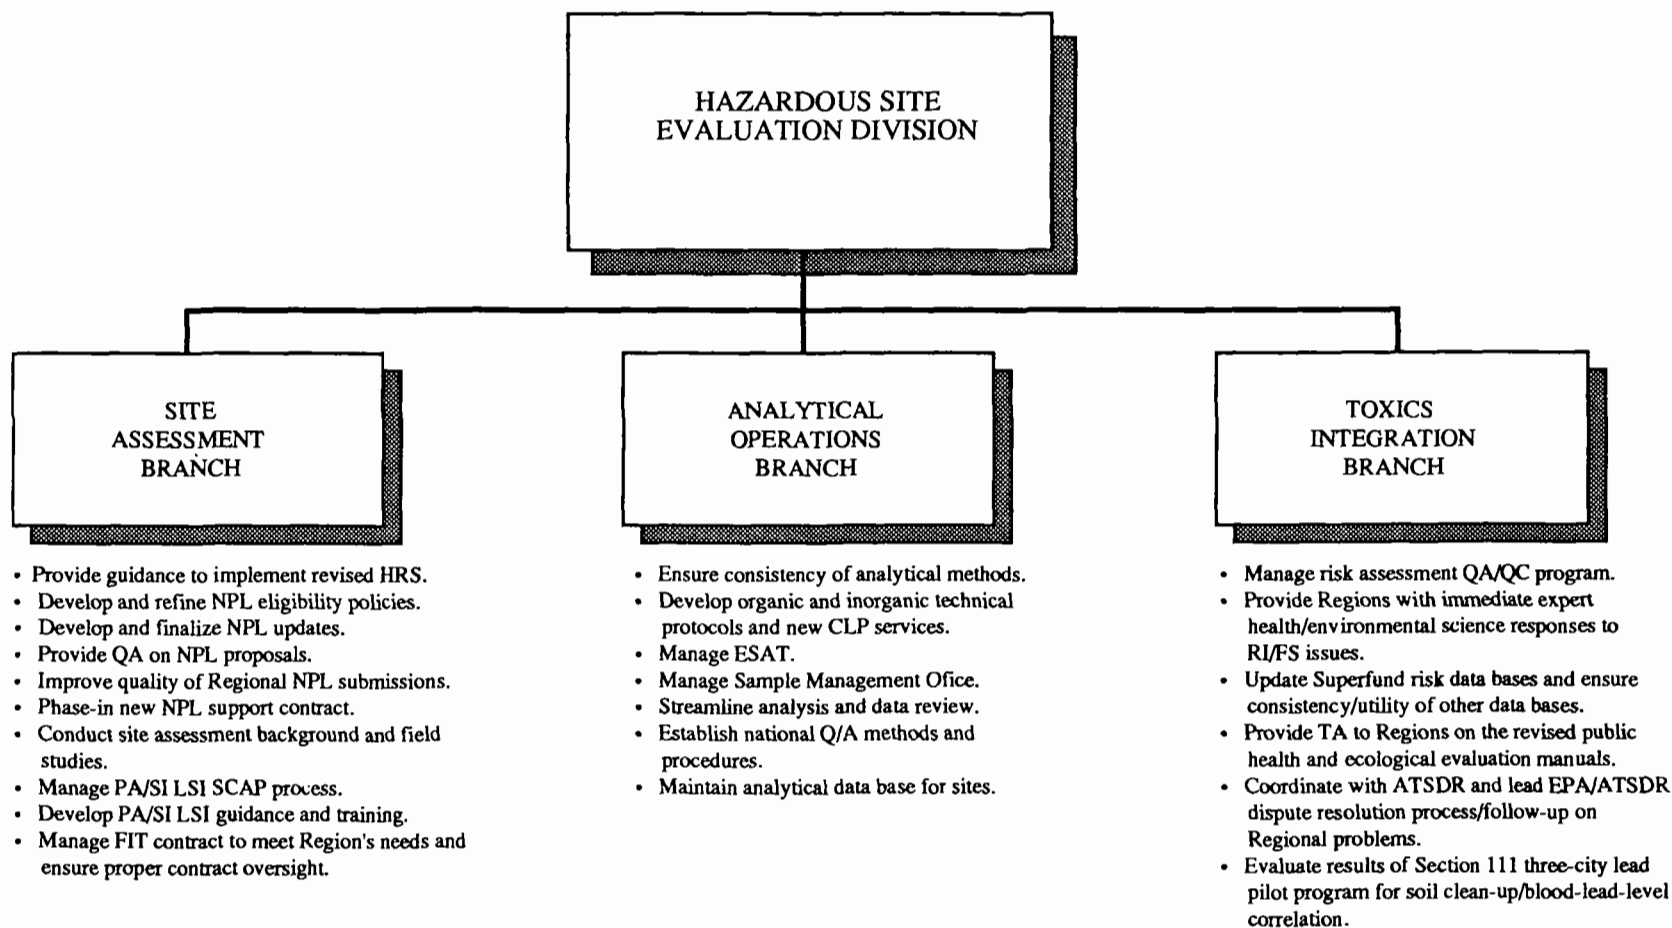 HAZARDOUS SITE
EVALUATION DIVISION
SITE
ASSESSMENT
BRANCH
• Provide guidance to implement revised HRS.
• Develop and refine NPL eligibility policies.
• Develop and finalize NPL updates.
• Provide QA on NPL proposals.
• Improve quality of Regional NPL submissions.
• Phase-in new NPL support contract.
• Conduct site assessment background and field
studies.
• Manage PA/SI LSI SCAP process.
• Develop PA/SI LSI guidance and training.
• Manage FIT contract to meet Region's needs and
ensure proper contract oversight.
ANALYTICAL
OPERATIONS
BRANCH
• Ensure consistency of analytical methods.
• Develop organic and inorganic technical
protocols and new CLP services.
• Manage ESAT.
• Manage Sample Management Ofice.
• Streamline analysis and data review.
• Establish national Q/A methods and
procedures.
• Maintain analytical data base for sites.
TOXICS
INTEGRATION
BRANCH
• Manage risk assessment QA/QC program.
• Provide Regions with immediate expert
health/environmental science responses to
RI/FS issues.
• Update Superfund risk data bases and ensure
consistency/utility of other data bases.
• Provide TA to Regions on the revised public
health and ecological evaluation manuals.
• Coordinate with ATSDR and lead EPA/ATSDR
dispute resolution process/follow-up on
Regional problems.
• Evaluate results of Section 111 three-city lead
pilot program for soil clean-up/blood-lead-level
correlation.